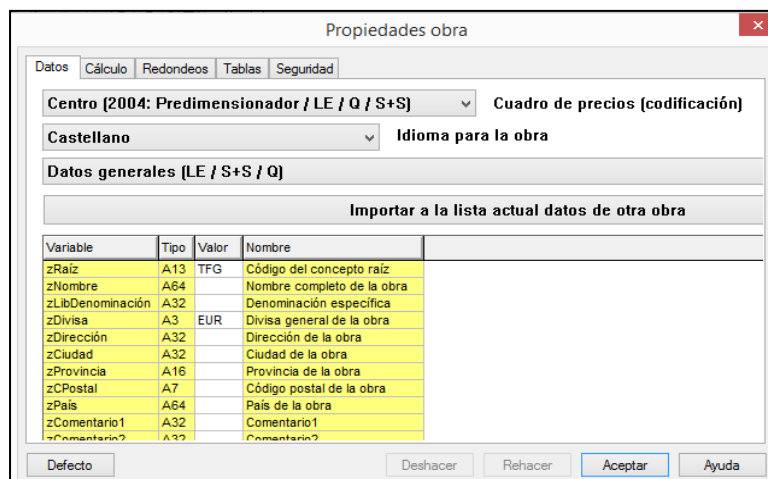 Propiedades obra
Datos Cálculo Redondeos Tablas Seguridad
Centro (2004: Predimensionador / LE / Q / S+S) Cuadro de precios (codificación)
Castellano Idioma para la obra
Datos generales (LE / S+S / Q)
Importar a la lista actual datos de otra obra
Variable Tipo Valor Nombre
zRaíz A13 TFG Código del concepto raíz
zNombre A64 Nombre completo de la obra
zLibDenominación A32 Denominación específica
zDivisa A3 EUR Divisa general de la obra
zDirección A32 Dirección de la obra
zCiudad A32 Ciudad de la obra
zProvincia A16 Provincia de la obra
zCPostal A7 Código postal de la obra
zPaís A64 País de la obra
zComentario1 A32 Comentario1
zComentario2 A32 Comentario2
Defecto Deshacer Rehacer Aceptar Ayuda